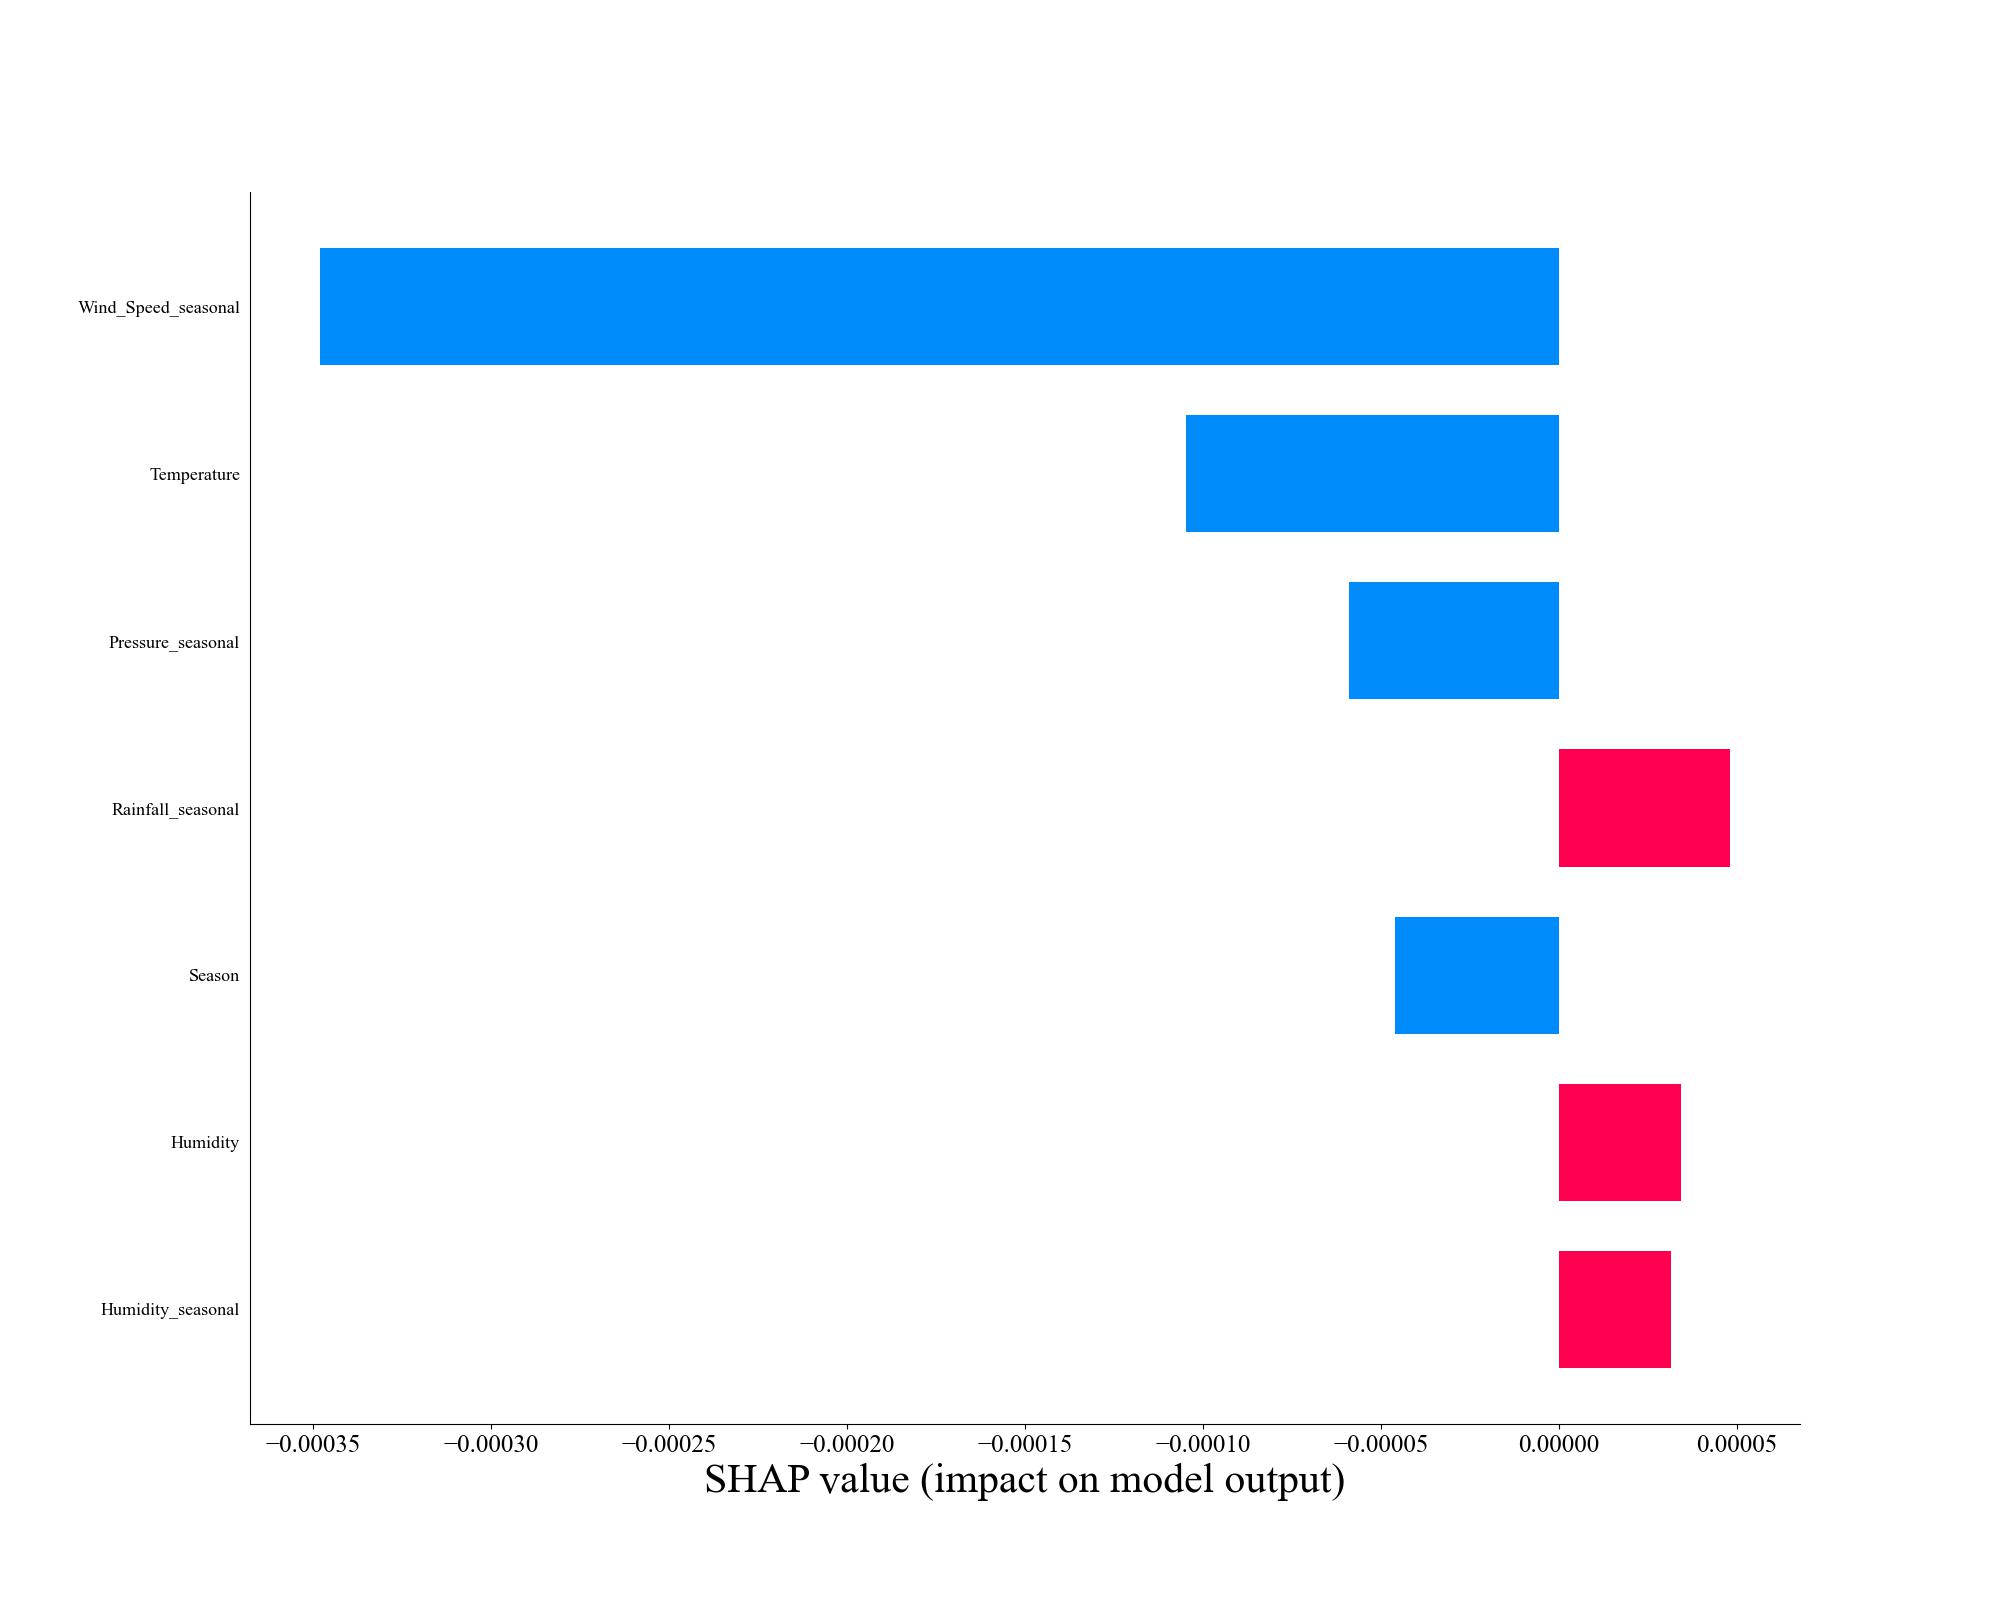 Wind_Speed_seasonal
Temperature
Pressure_seasonal
Rainfall_seasonal
Season
Humidity
Humidity_seasonal
−0.00035 −0.00030 −0.00025 −0.00020 −0.00015 −0.00010 −0.00005 0.00000 0.00005
SHAP value (impact on model output)